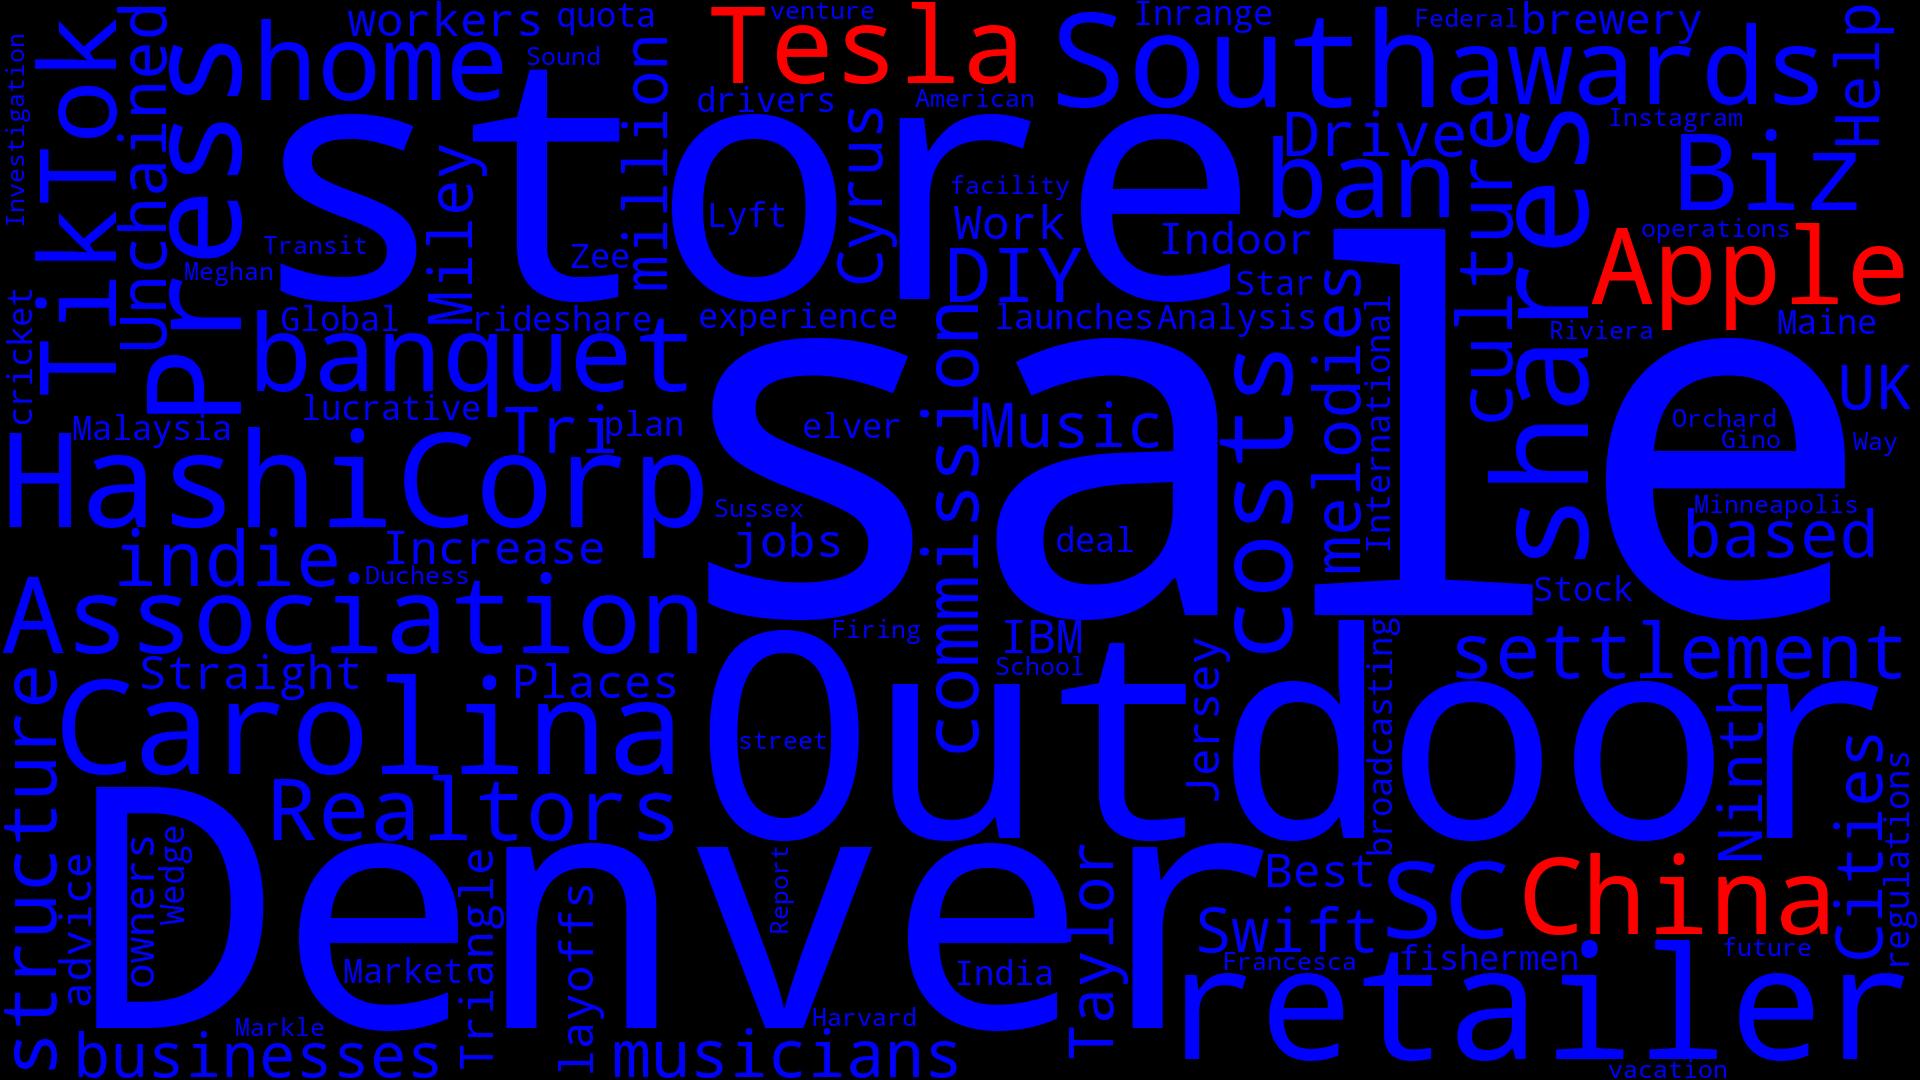 workers
quota
Tesla
venture
South
Inrange
Federal
brewery
Help
Investigation
TikTok
Unchained
Press
home
Sound
million
drivers
American
awards
Instagram
store
Miley
Lyft
Cyrus
facility
Work
DIY
Drive
ban
culture
shares
Biz
Transit
Meghan
Zee
Indoor
Star
operations
Apple
cricket
Global
rideshare
experience
launches
Analysis
melodies
International
Riviera
Maine
banquet
sale
commission
costs
UK
Malaysia
lucrative
Tri
plan
elver
Music
Orchard
Gino
Way
HashiCorp
Sussex
jobs
deal
Minneapolis
based
indie
Increase
Duchess
Stock
Association
Firing
IBM
School
settlement
structure
Straight
Places
Carolina
Outdoor
street
Jersey
broadcasting
Ninth
Cities
regulations
Realtors
Denver
advice
owners
Wedge
Market
Triangle
layoffs
Report
India
Taylor
Best
Swift
SC
China
Francesca
fishermen
future
retailer
Markle
Harvard
businesses
musicians
vacation